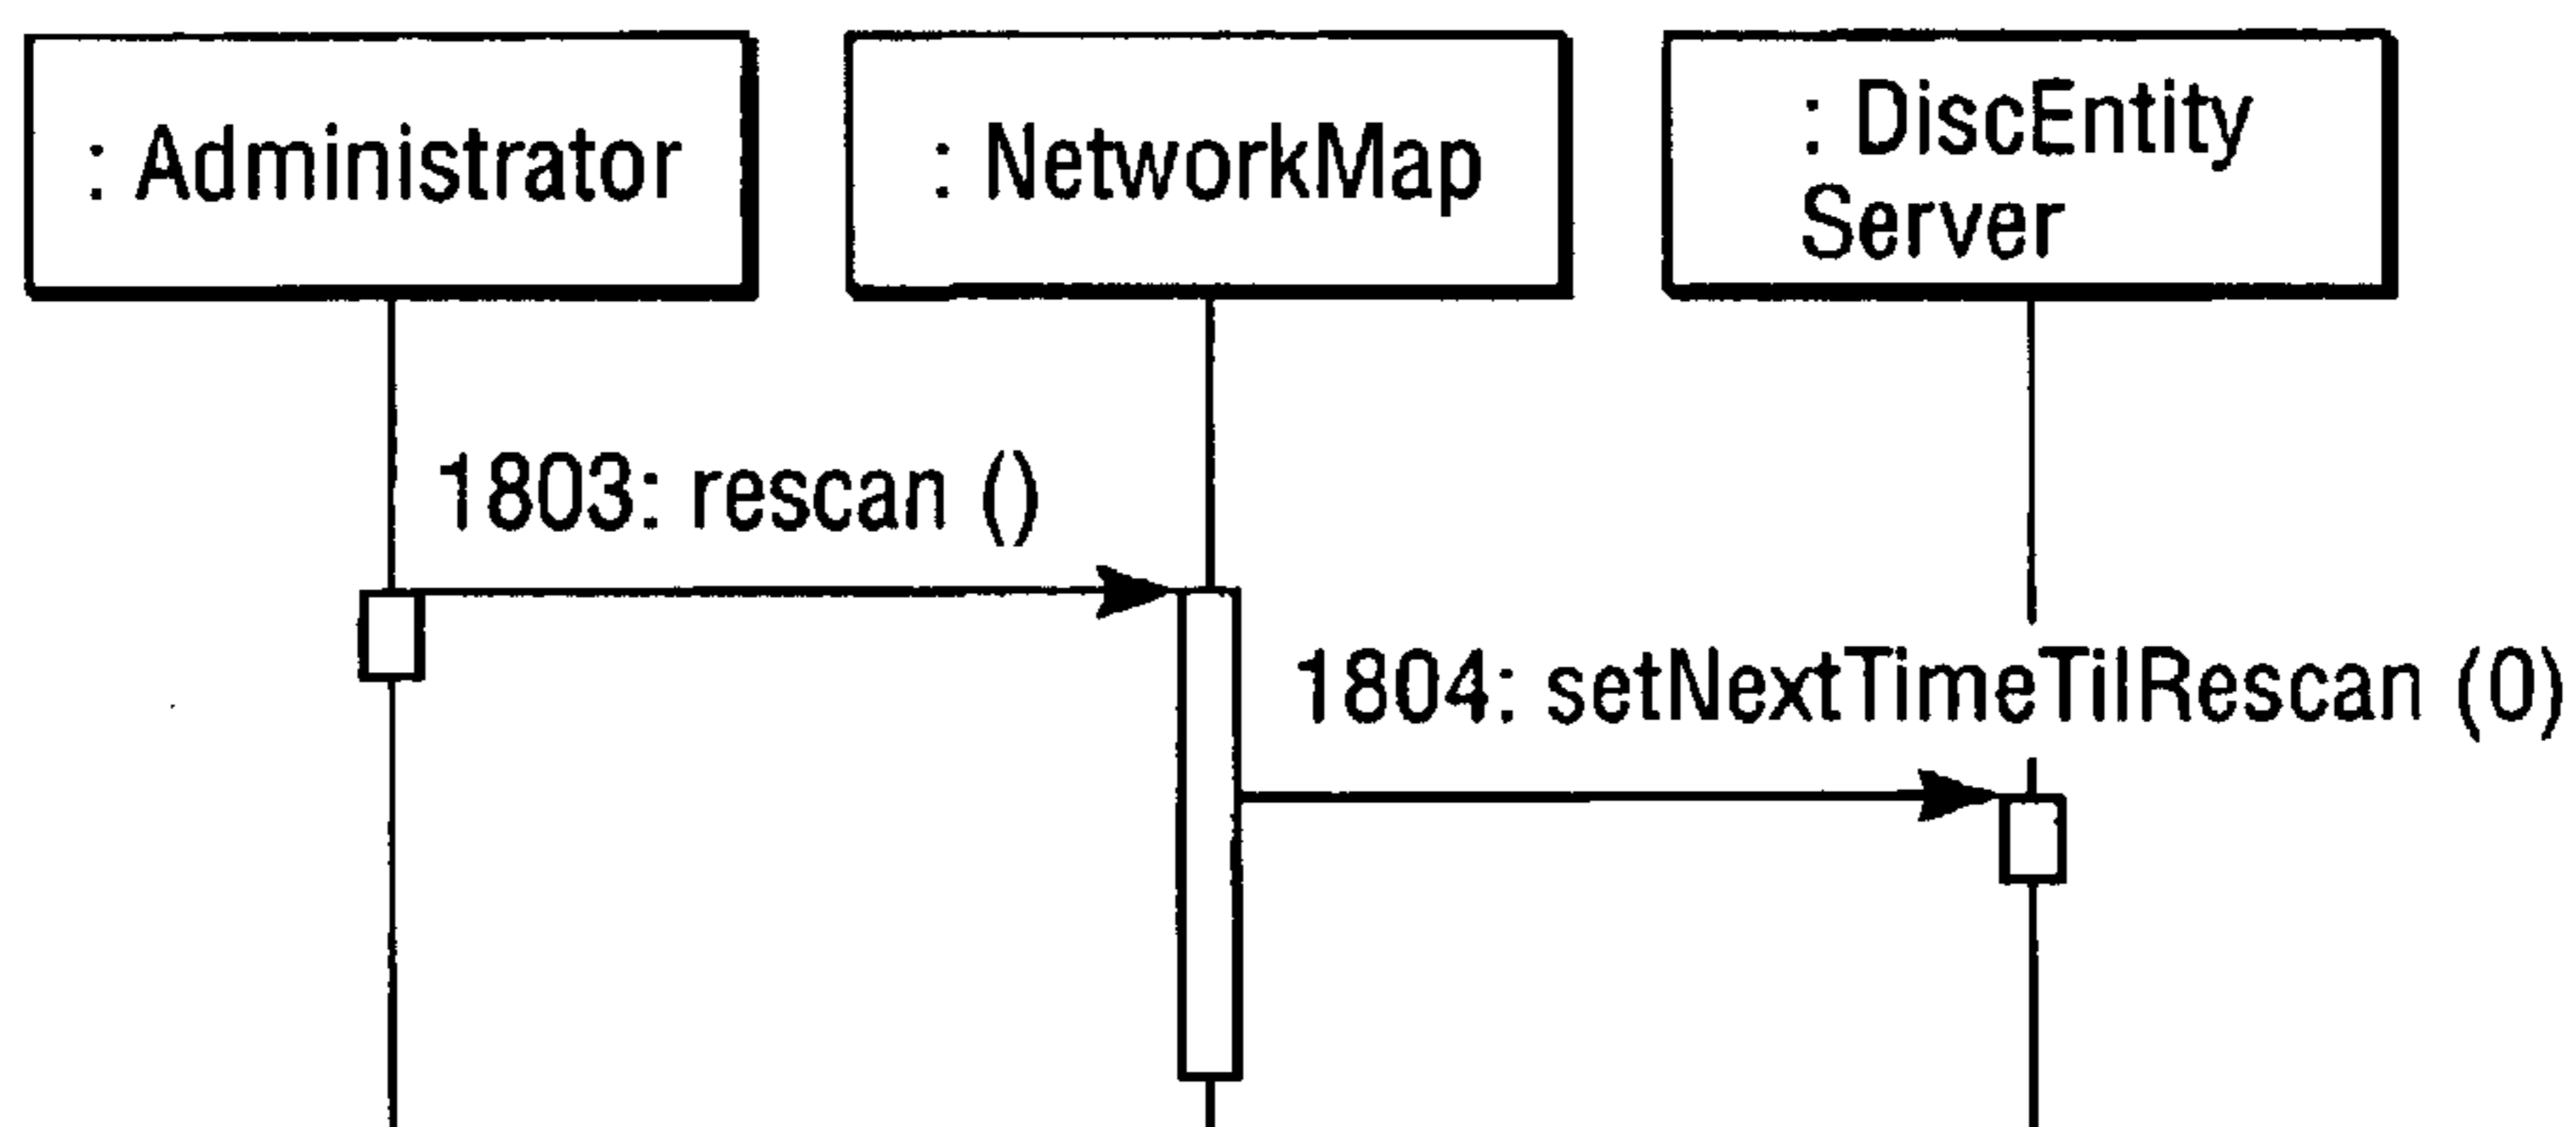 : Administrator
: NetworkMap
: DiscEntity
Server
1803: rescan ()
1804: setNextTimeTilRescan (0)